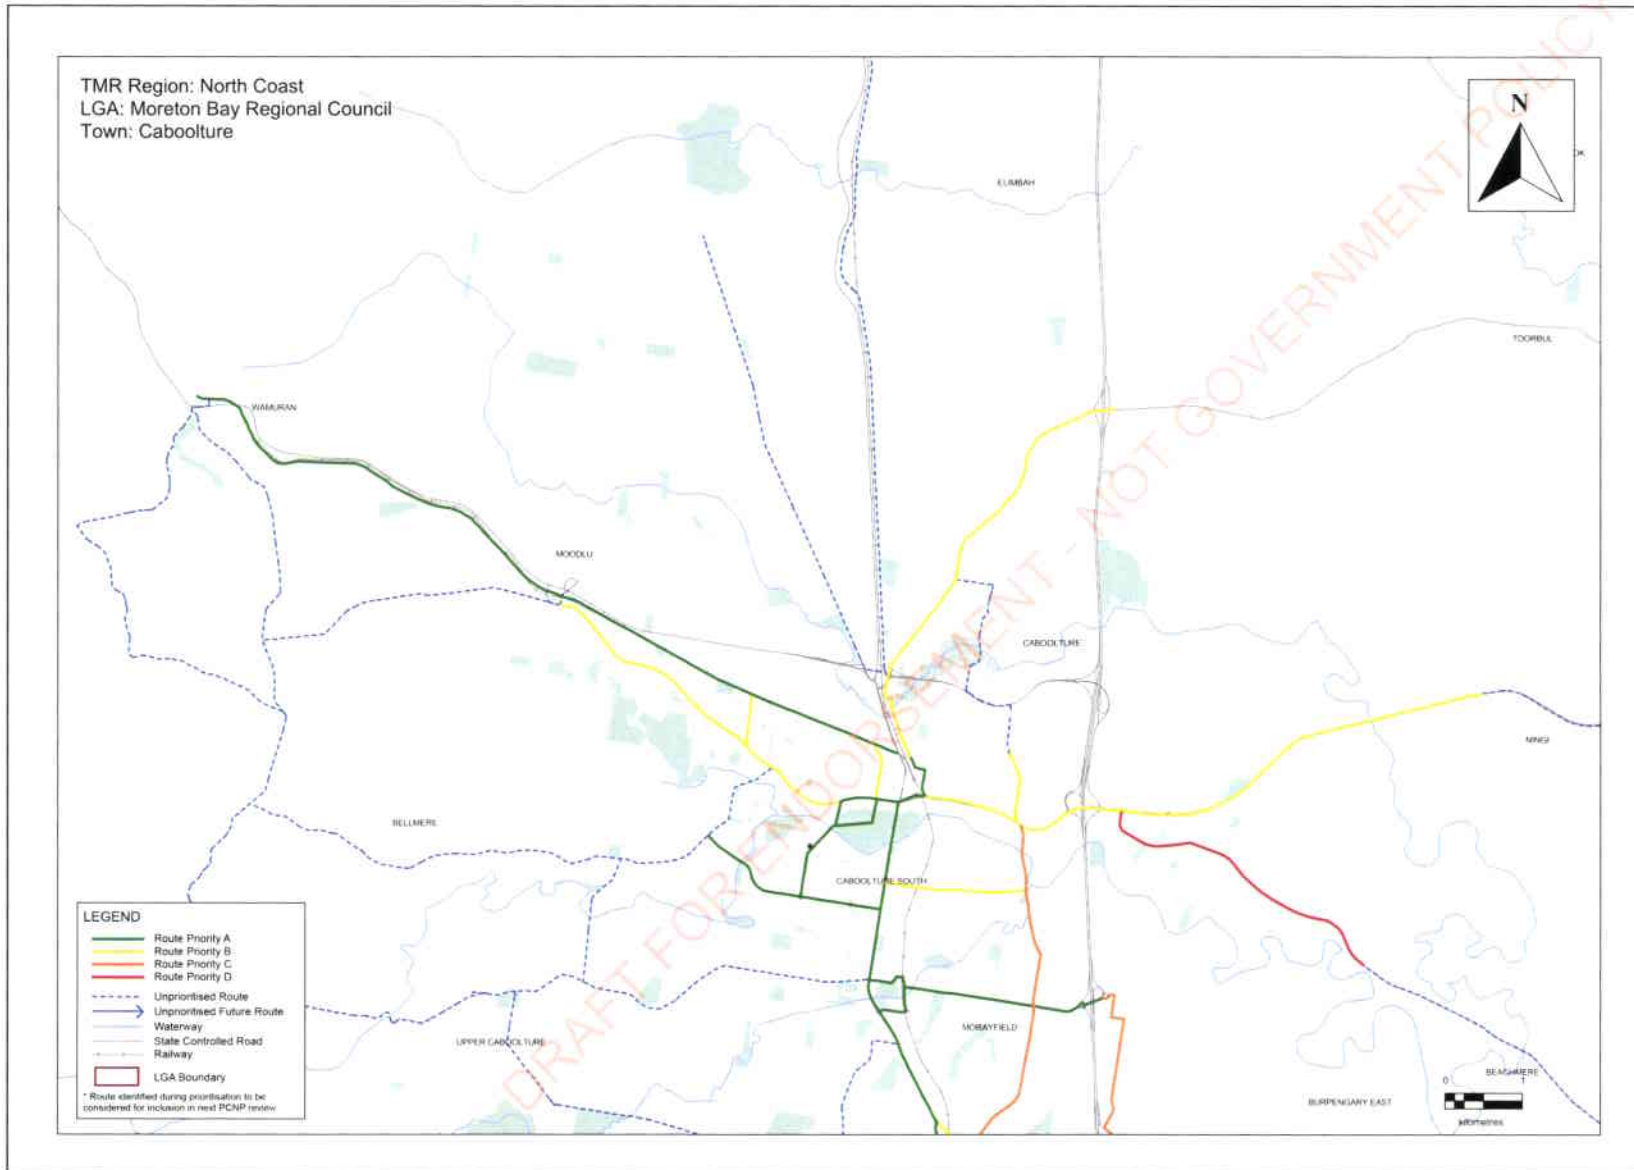 TMR Region: North Coast
LGA: Moreton Bay Regional Council
Town: Caboolture
N
DRAFT FOR ENDORSEMENT - NOT GOVERNMENT POLICY
OK
ELIMBAH
TOORBUL
WAMURAN
MOODLU
CABOOLTURE
NINGI
BELLMERE
CABOOLTURE SOUTH
MORAYFIELD
UPPER CABOOLTURE
BEACHMERE
BURPENGARY EAST
LEGEND
Route Priority A
Route Priority B
Route Priority C
Route Priority D
Unprioritised Route
Unprioritised Future Route
Waterway
State Controlled Road
Railway
LGA Boundary
* Route identified during prioritisation to be
considered for inclusion in next PCNP review
0 1
kilometres